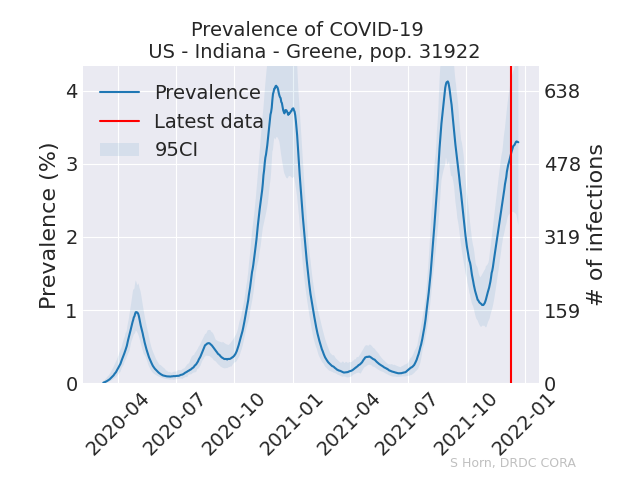 Prevalence of COVID-19
US - Indiana - Greene, pop. 31922
Prevalence
Latest data
95CI
Prevalence (%)
4
3
2
1
0
# of infections
638
478
319
159
0
2020-04
2020-07
2020-10
2021-01
2021-04
2021-07
2021-10
2022-01
S Horn, DRDC CORA